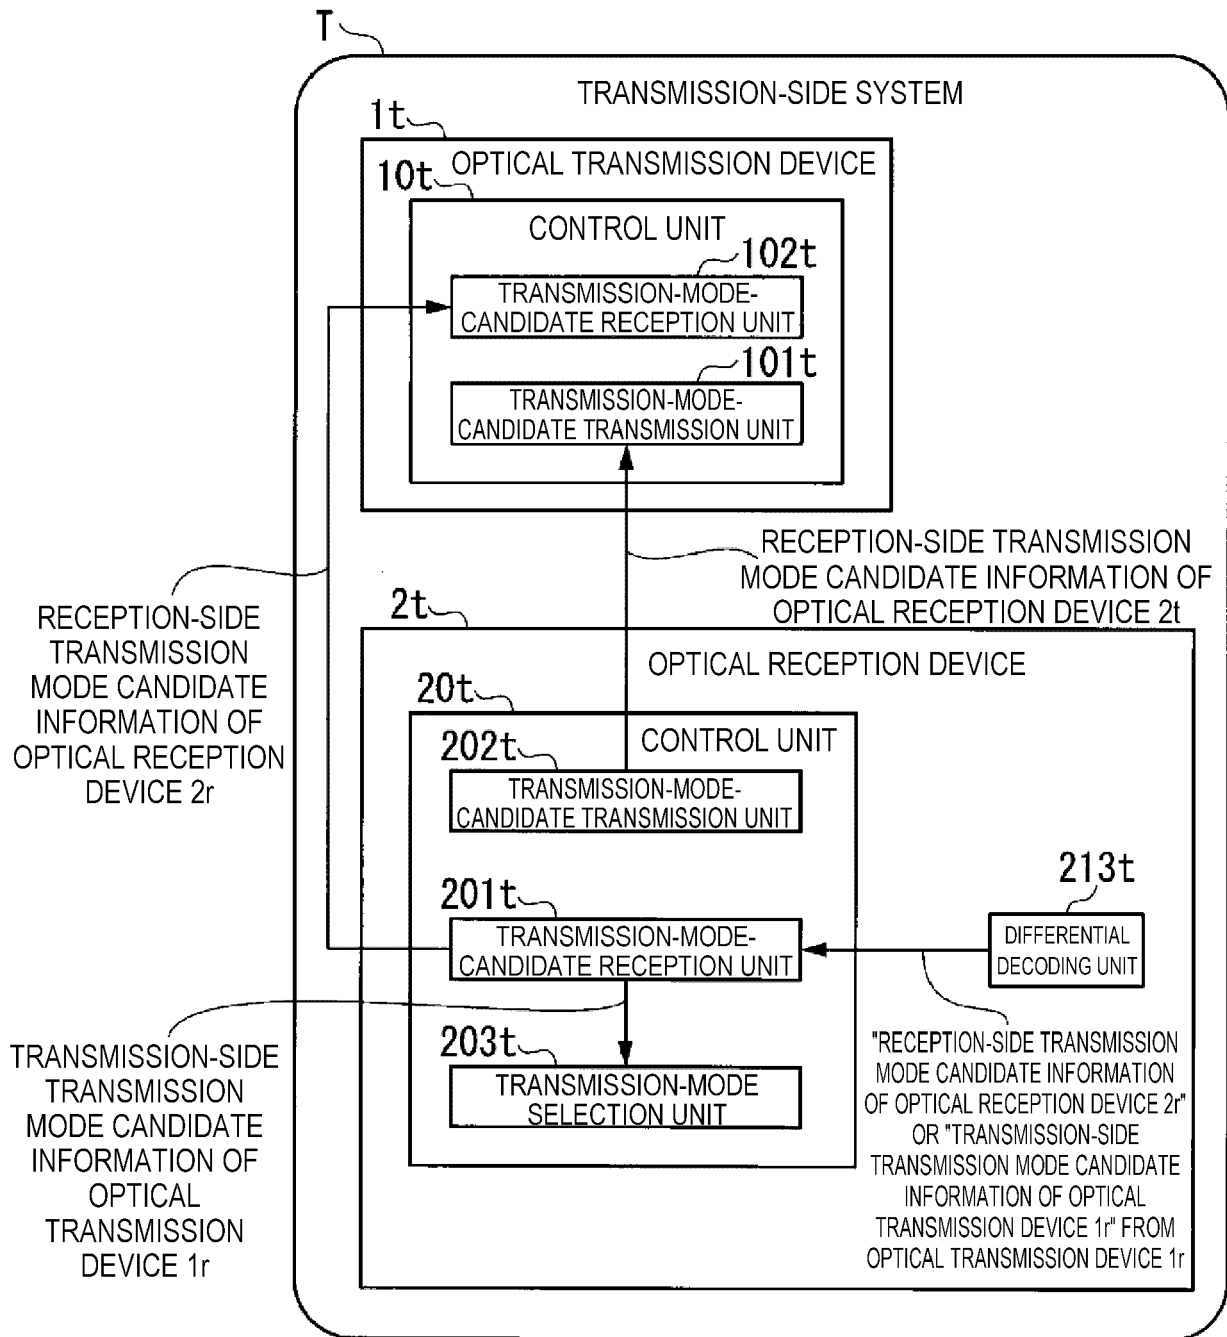 T
TRANSMISSION-SIDE SYSTEM
1t
OPTICAL TRANSMISSION DEVICE
10t
CONTROL UNIT
102t
TRANSMISSION-MODE-
CANDIDATE RECEPTION UNIT
101t
TRANSMISSION-MODE-
CANDIDATE TRANSMISSION UNIT
RECEPTION-SIDE TRANSMISSION
MODE CANDIDATE INFORMATION OF
OPTICAL RECEPTION DEVICE 2t
RECEPTION-SIDE
TRANSMISSION
MODE CANDIDATE
INFORMATION OF
OPTICAL RECEPTION
DEVICE 2r
2t
OPTICAL RECEPTION DEVICE
20t
CONTROL UNIT
202t
TRANSMISSION-MODE-
CANDIDATE TRANSMISSION UNIT
201t
TRANSMISSION-MODE-
CANDIDATE RECEPTION UNIT
213t
DIFFERENTIAL
DECODING UNIT
203t
TRANSMISSION-MODE
SELECTION UNIT
TRANSMISSION-SIDE
TRANSMISSION
MODE CANDIDATE
INFORMATION OF
OPTICAL
TRANSMISSION
DEVICE 1r
"RECEPTION-SIDE TRANSMISSION
MODE CANDIDATE INFORMATION
OF OPTICAL RECEPTION DEVICE 2r"
OR "TRANSMISSION-SIDE
TRANSMISSION MODE CANDIDATE
INFORMATION OF OPTICAL
TRANSMISSION DEVICE 1r" FROM
OPTICAL TRANSMISSION DEVICE 1r